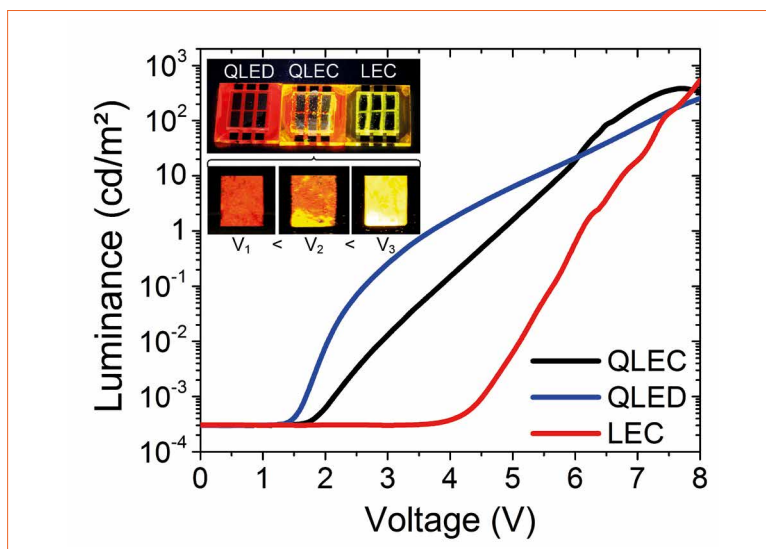 QLED QLEC LEC
V₁ < V₂ < V₃
10³
10²
10¹
1
10⁻¹
10⁻²
10⁻³
10⁻⁴
Luminance (cd/m²)
QLEC
QLED
LEC
0 1 2 3 4 5 6 7 8
Voltage (V)